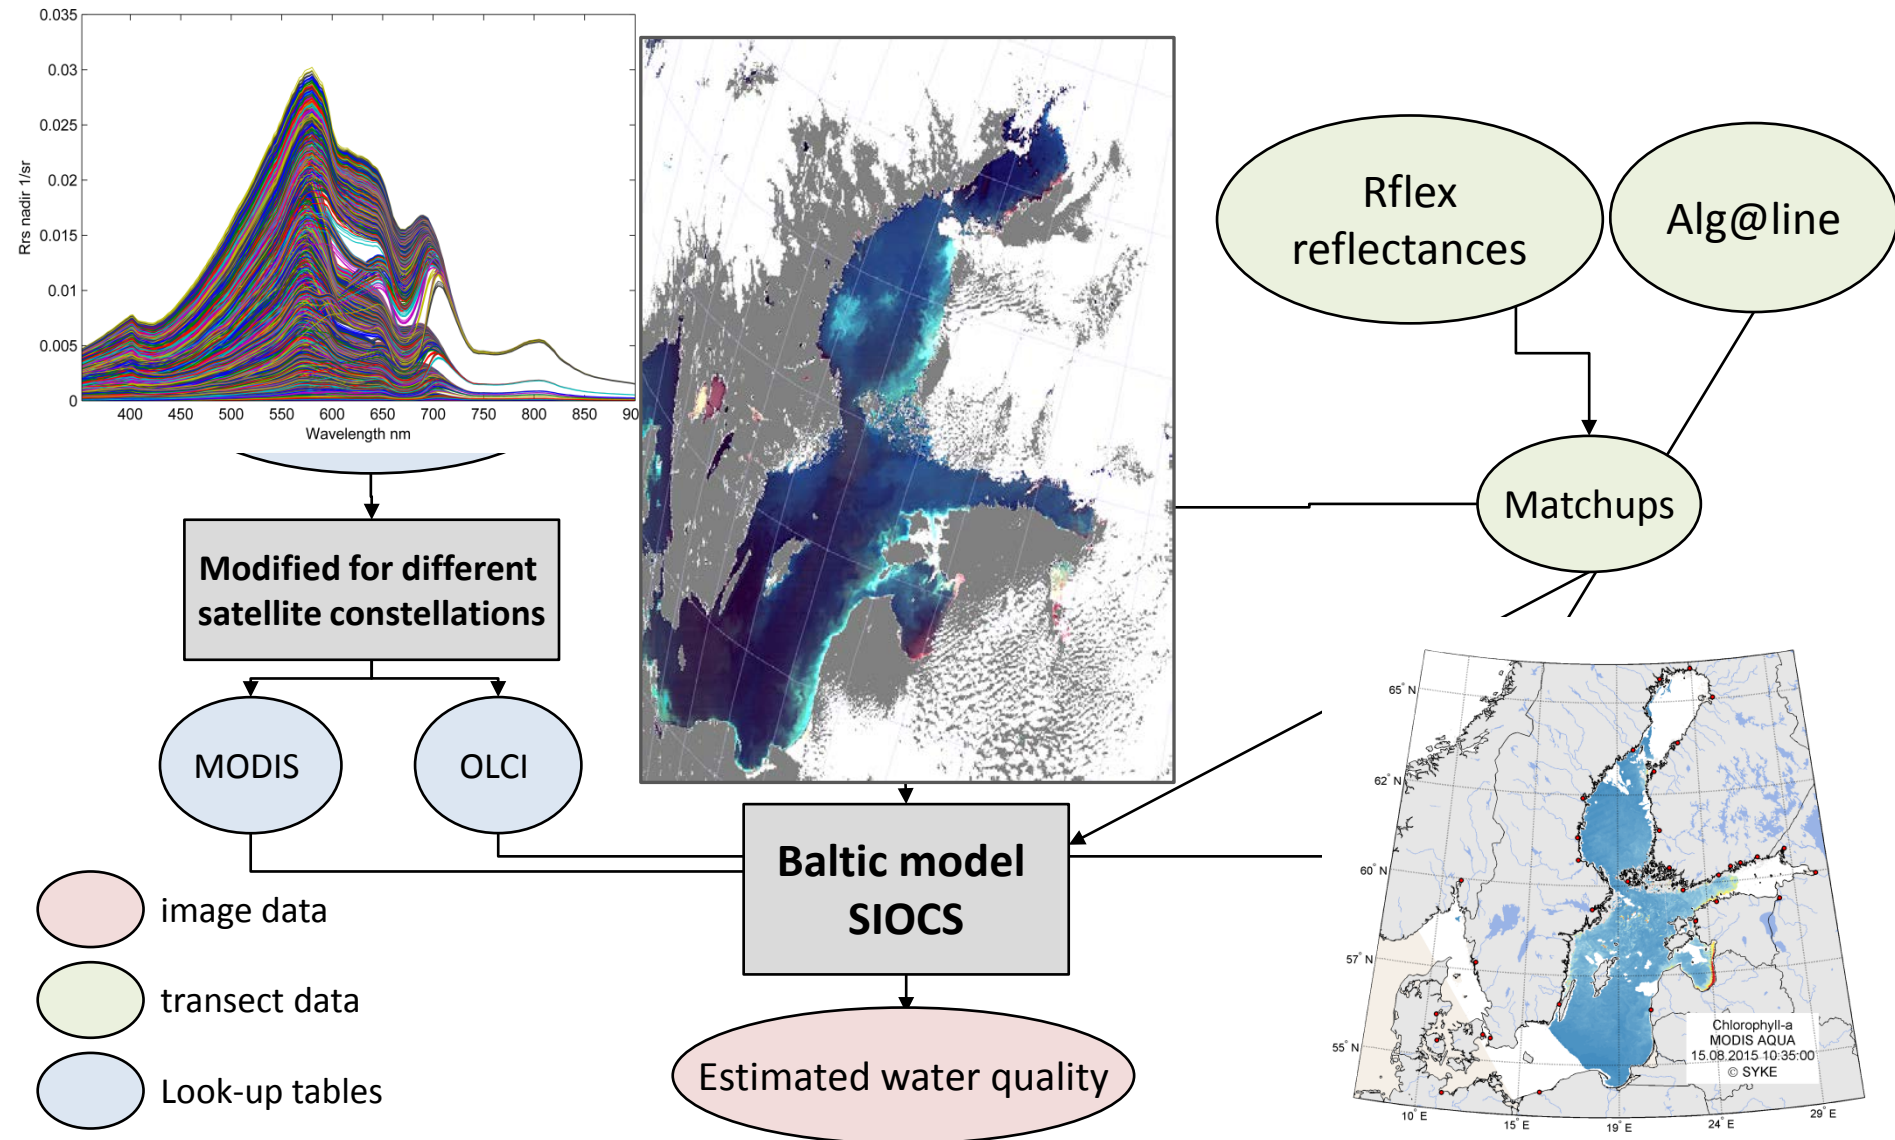 0.035
0.03
0.025
0.02
0.015
0.01
0.005
0
Rrs nadir 1/sr
400 450 500 550 600 650 700 750 800 850 90
Wavelength nm
Rflex
reflectances
Alg@line
Matchups
Modified for different
satellite constellations
MODIS
OLCI
Baltic model
SIOCS
Estimated water quality
image data
transect data
Look-up tables
65° N
62° N
60° N
57° N
55° N
10° E
15° E
19° E
24° E
29° E
Chlorophyll-a
MODIS AQUA
15.08.2015 10:35:00
© SYKE